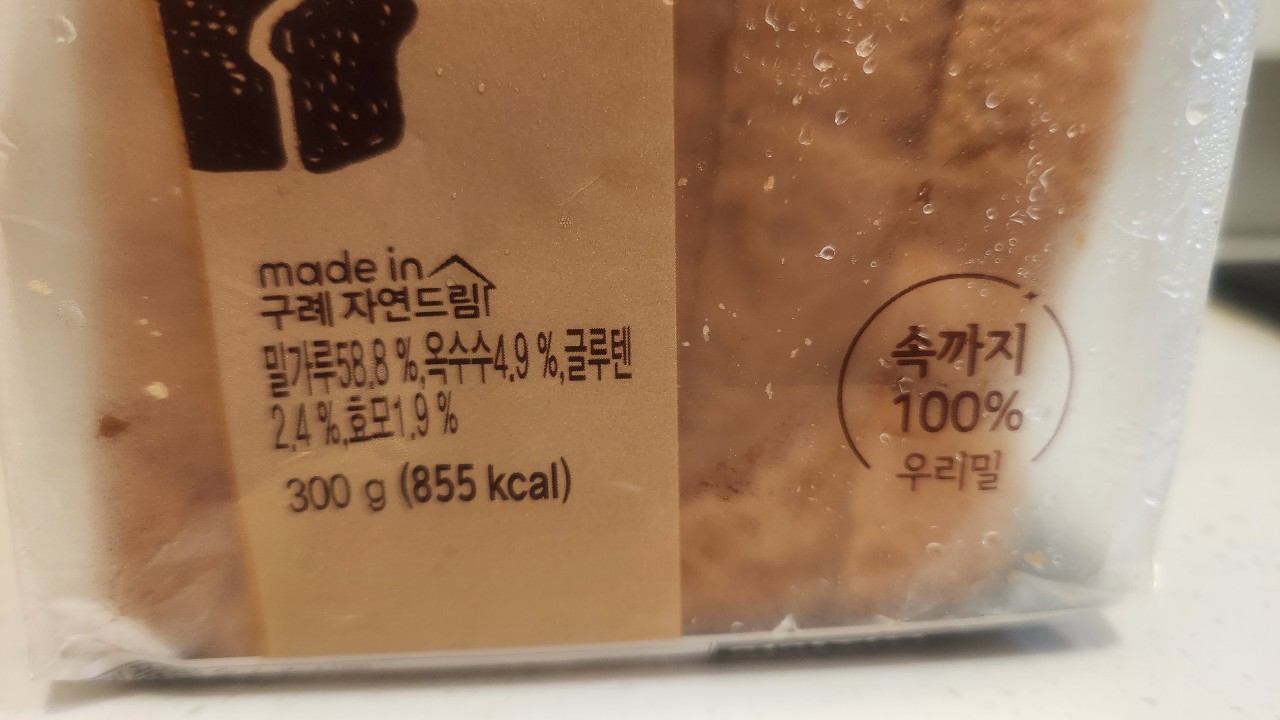 made in
구례 자연드림
밀가루58.8 %,옥수수4.9 %,글루텐
2.4 %,효모1.9 %
300 g (855 kcal)
속까지
100%
우리밀